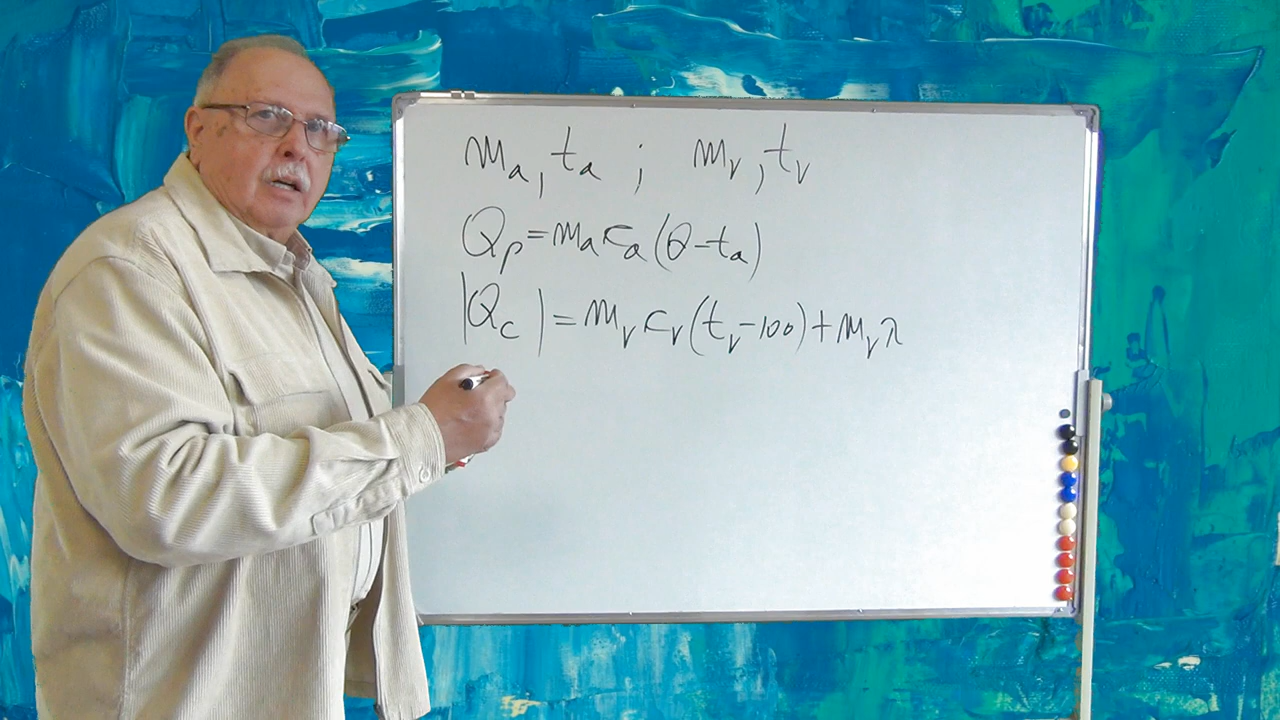 m_a, t_a ; m_v, t_v
Q_p = m_a c_a (θ - t_a)
|Q_c| = m_v c_v (t_v - 100) + m_v λ